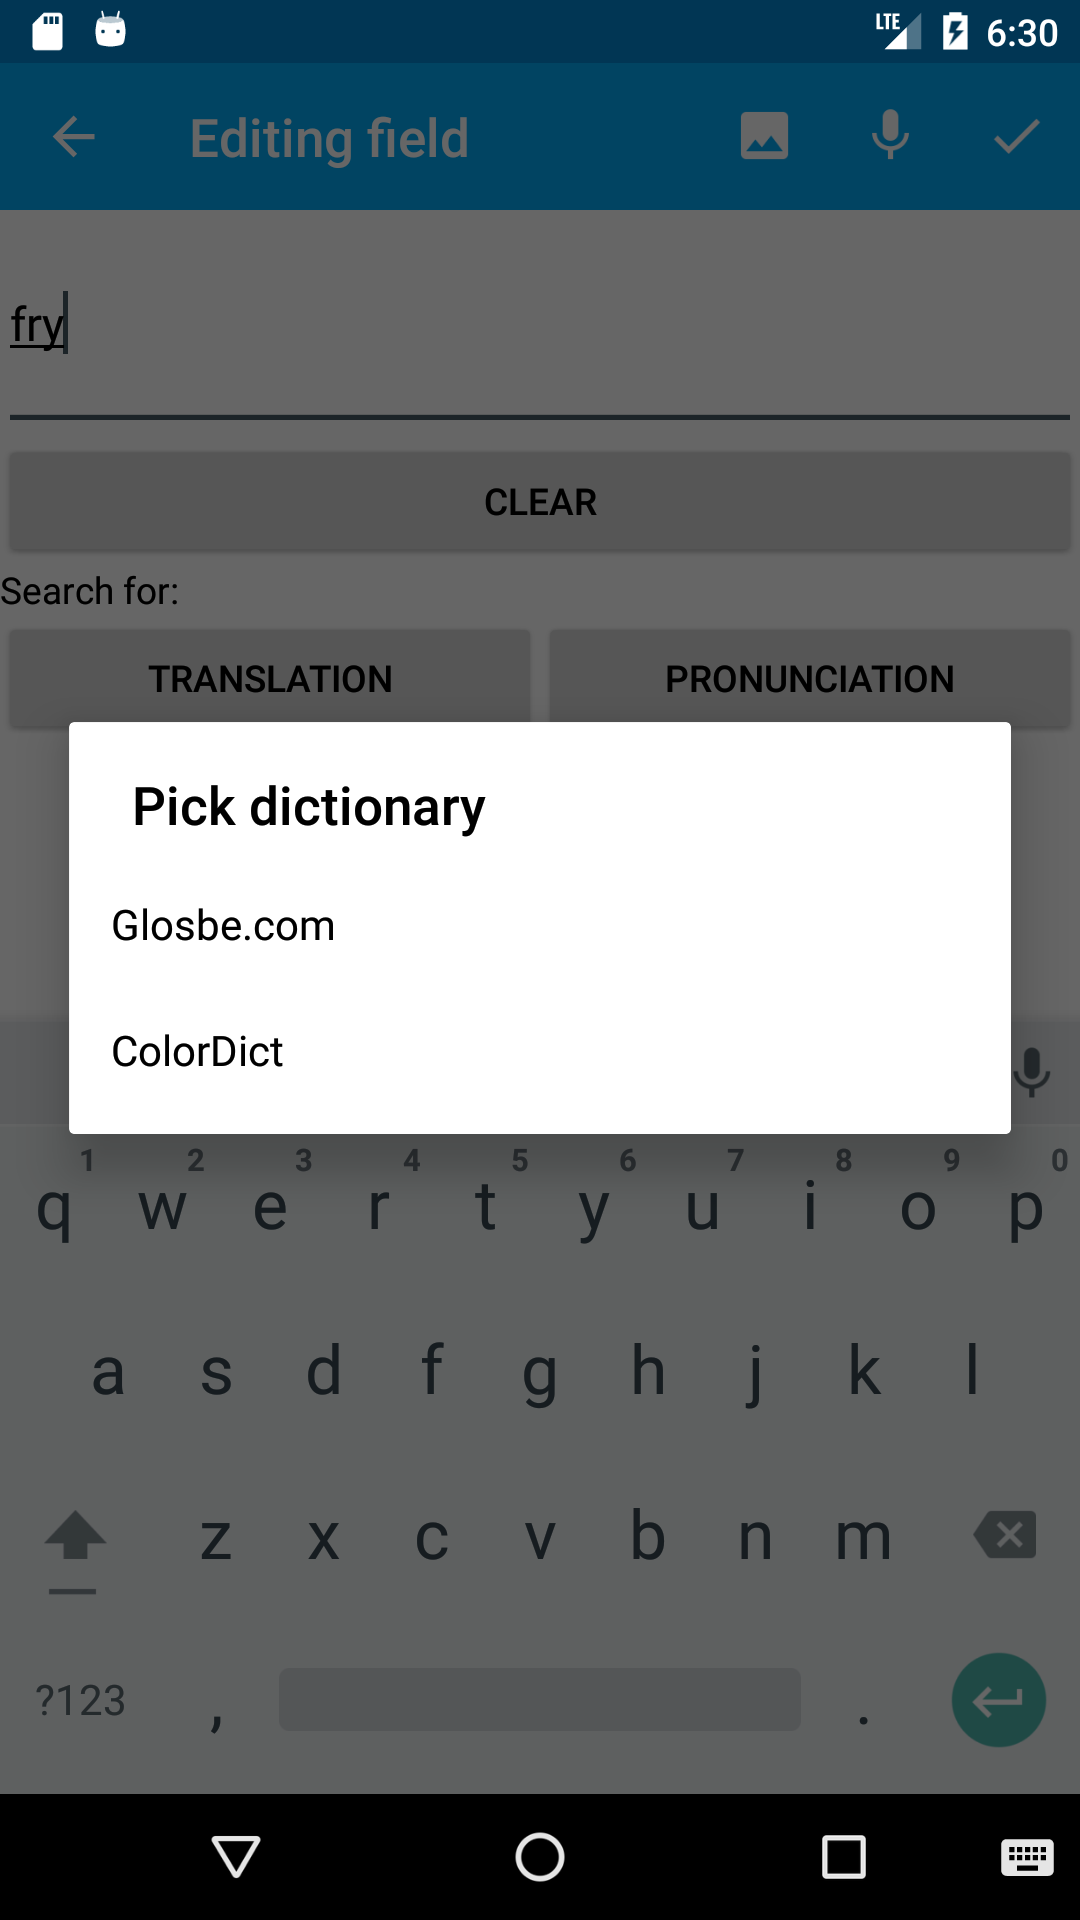 LTE 6:30
Editing field
fry
CLEAR
Search for:
TRANSLATION PRONUNCIATION
Pick dictionary
Glosbe.com
ColorDict
1 2 3 4 5 6 7 8 9 0
q w e r t y u i o p
a s d f g h j k l
z x c v b n m
?123 , .